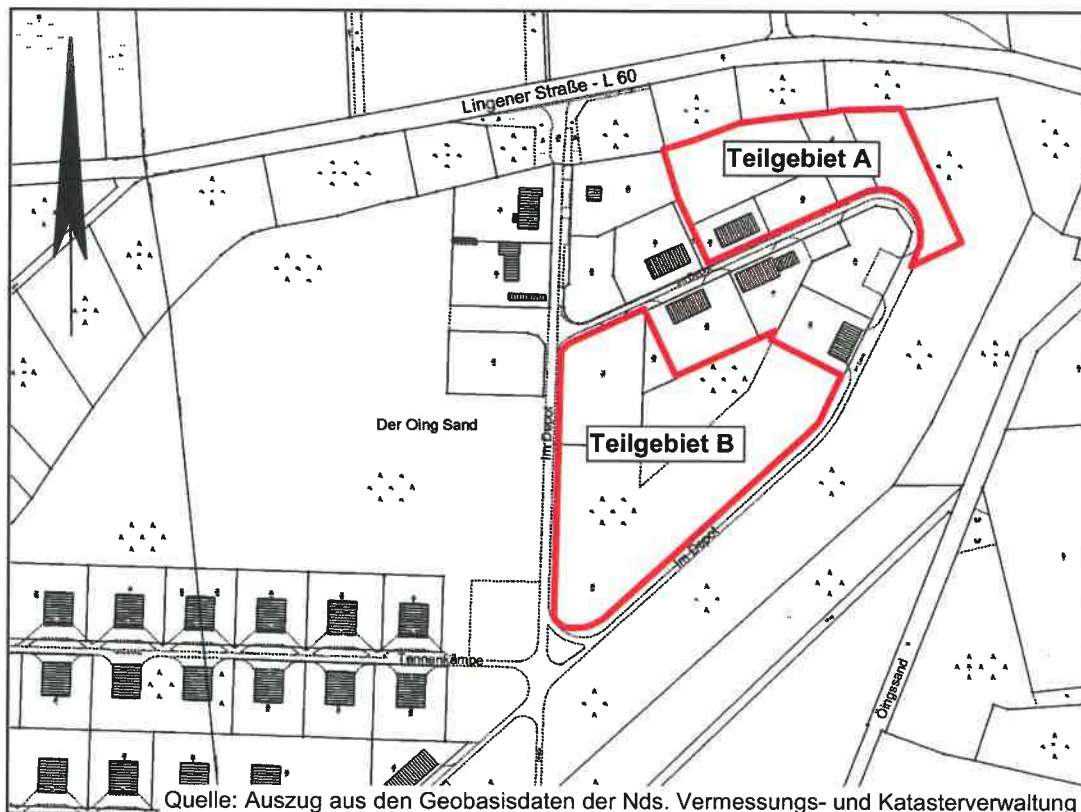 Lingener Straße - L 60
Teilgebiet A
Der Oing Sand
Im Depot
Teilgebiet B
Im Depot
Tannenkämpe
Öingssand
Quelle: Auszug aus den Geobasisdaten der Nds. Vermessungs- und Katasterverwaltung